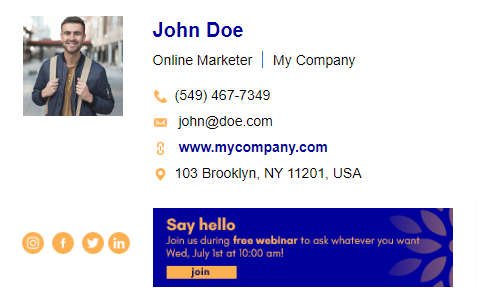 John Doe
Online Marketer | My Company
(549) 467-7349
john@doe.com
www.mycompany.com
103 Brooklyn, NY 11201, USA
Say hello
Join us during free webinar to ask whatever you want
Wed, July 1st at 10:00 am!
join